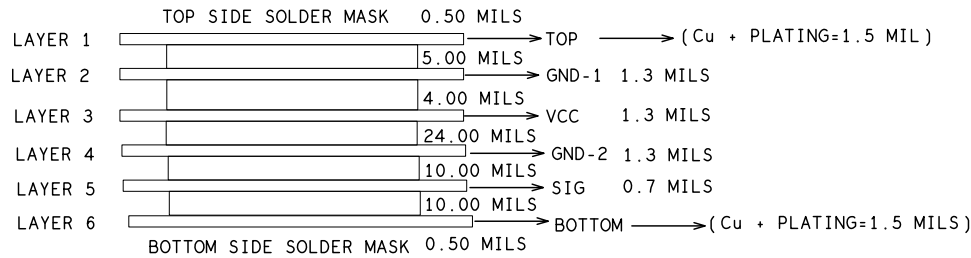 TOP SIDE SOLDER MASK 0.50 MILS
LAYER 1 TOP (Cu + PLATING=1.5 MIL)
5.00 MILS
LAYER 2 GND-1 1.3 MILS
4.00 MILS
LAYER 3 VCC 1.3 MILS
24.00 MILS
LAYER 4 GND-2 1.3 MILS
10.00 MILS
LAYER 5 SIG 0.7 MILS
10.00 MILS
LAYER 6 BOTTOM (Cu + PLATING=1.5 MILS)
BOTTOM SIDE SOLDER MASK 0.50 MILS